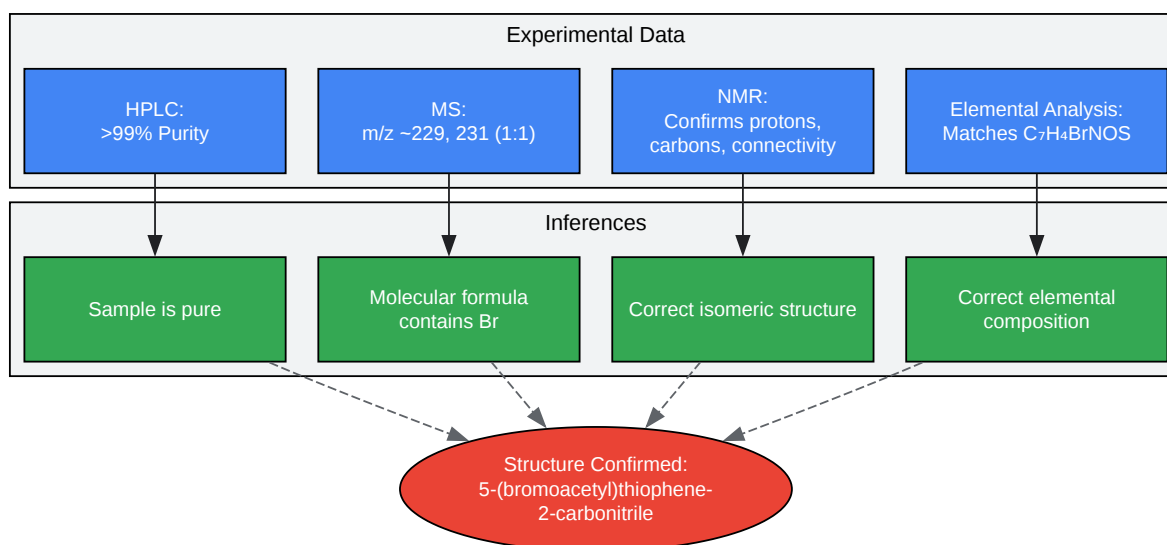 Experimental Data
HPLC:
>99% Purity
MS:
m/z ~229, 231 (1:1)
NMR:
Confirms protons,
carbons, connectivity
Elemental Analysis:
Matches C₇H₄BrNOS
Inferences
Sample is pure
Molecular formula
contains Br
Correct isomeric structure
Correct elemental
composition
Structure Confirmed:
5-(bromoacetyl)thiophene-
2-carbonitrile